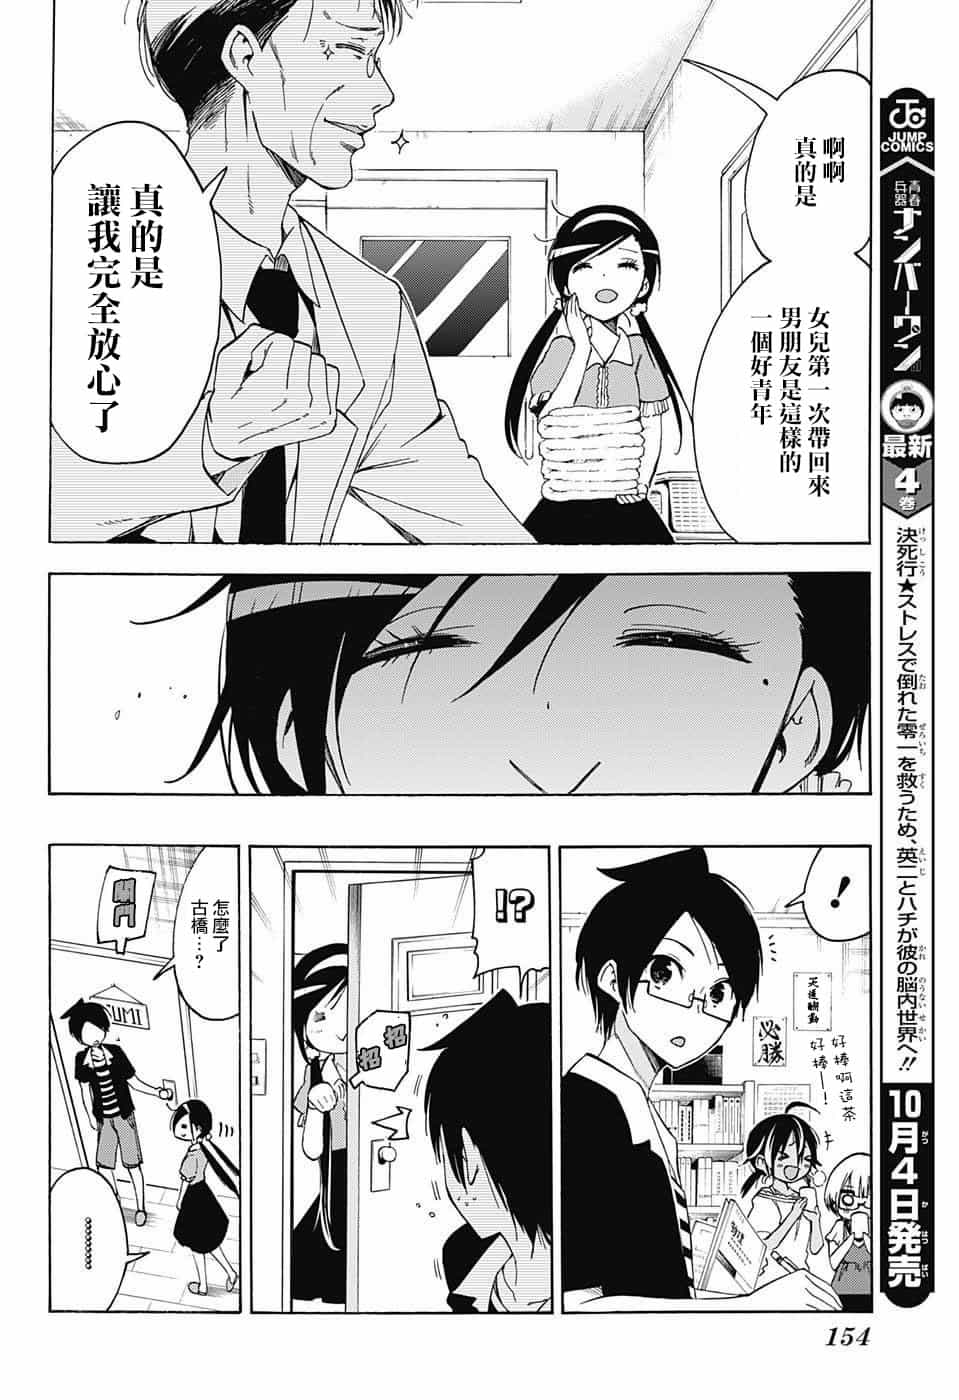 啊啊
真的是
女兒第一次帶回來
男朋友是這樣的
一個好青年
真的是
讓我完全放心了
！
好棒啊這茶
好棒ー！
必勝
!?
招
招
怎麼了
古橋…?
SUMI
………
JC
JUMP
COMICS
青春
兵器
ナンバーワン
最新
4
巻
決死行★ストレスで倒れた零一を救うため、英二とハチが彼の脳内世界へ!!
10月4日発売
154